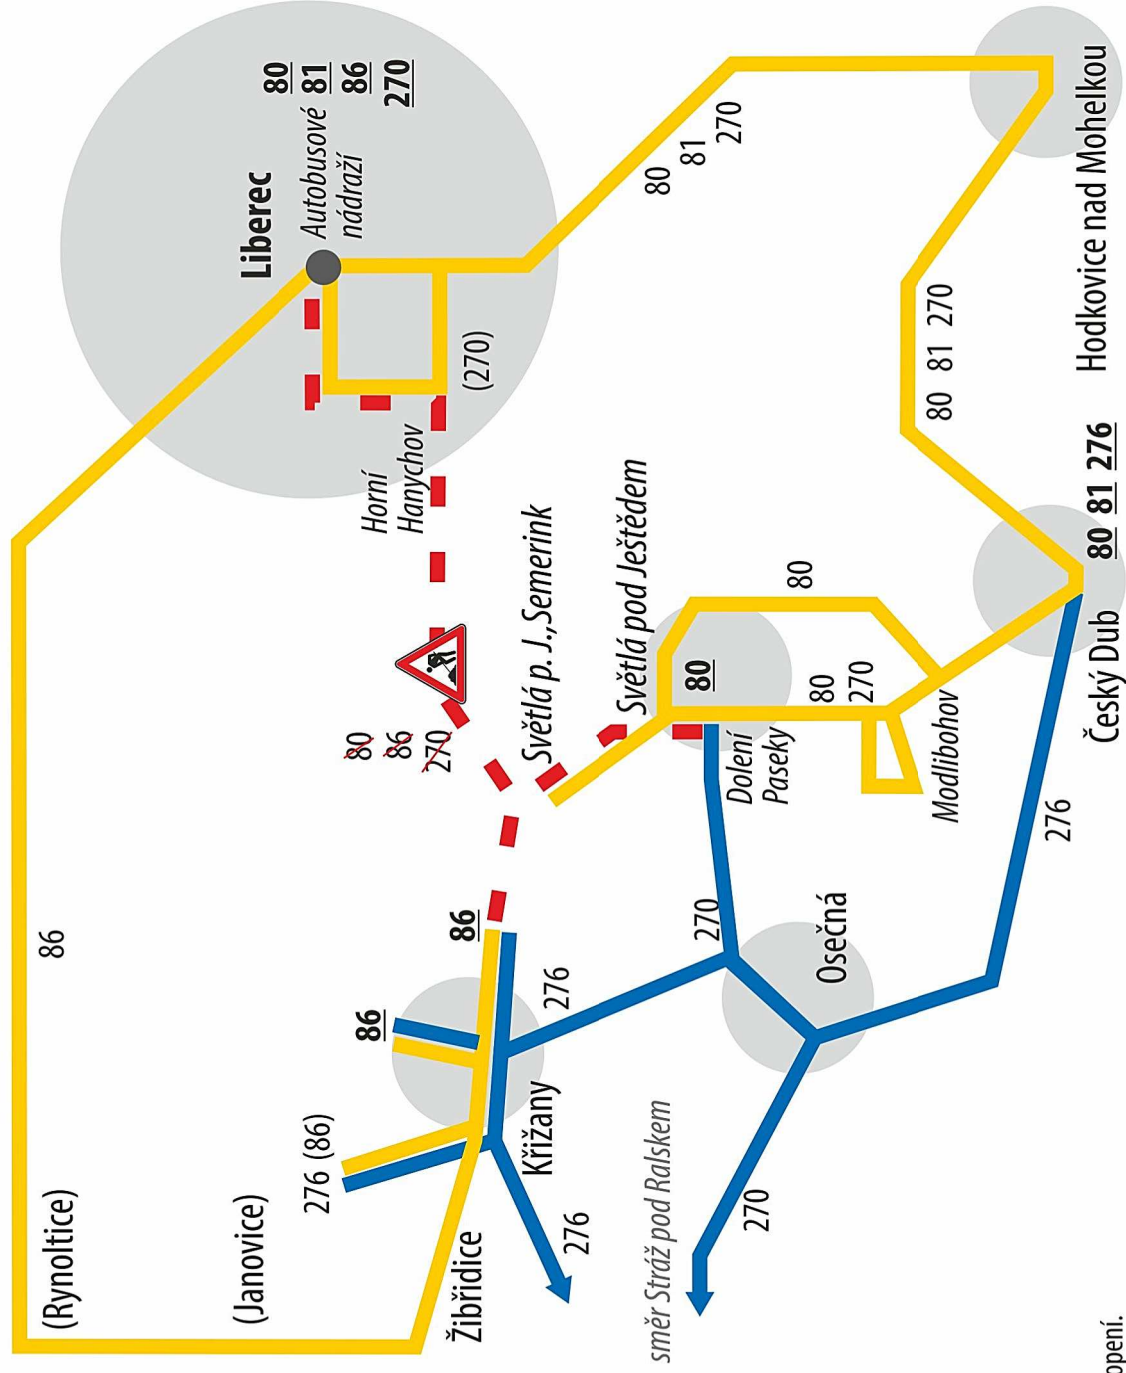 (Rynoltice)
86
(Janovice)
Žibřidice
276 (86)
86
86
Křižany
276
276
80
86
270
Liberec
Autobusové
nádraží
80
81
86
270
Horní
Hanychov
(270)
Světlá p. J.,Semerink
Světlá pod Ještědem
80
Dolení
Paseky
80
270
80
Modlibohov
80
81
270
80 81 270
Hodkovice nad Mohelkou
Český Dub
80 81 276
276
270
Osečná
směr Stráž pod Ralskem
270
opení.